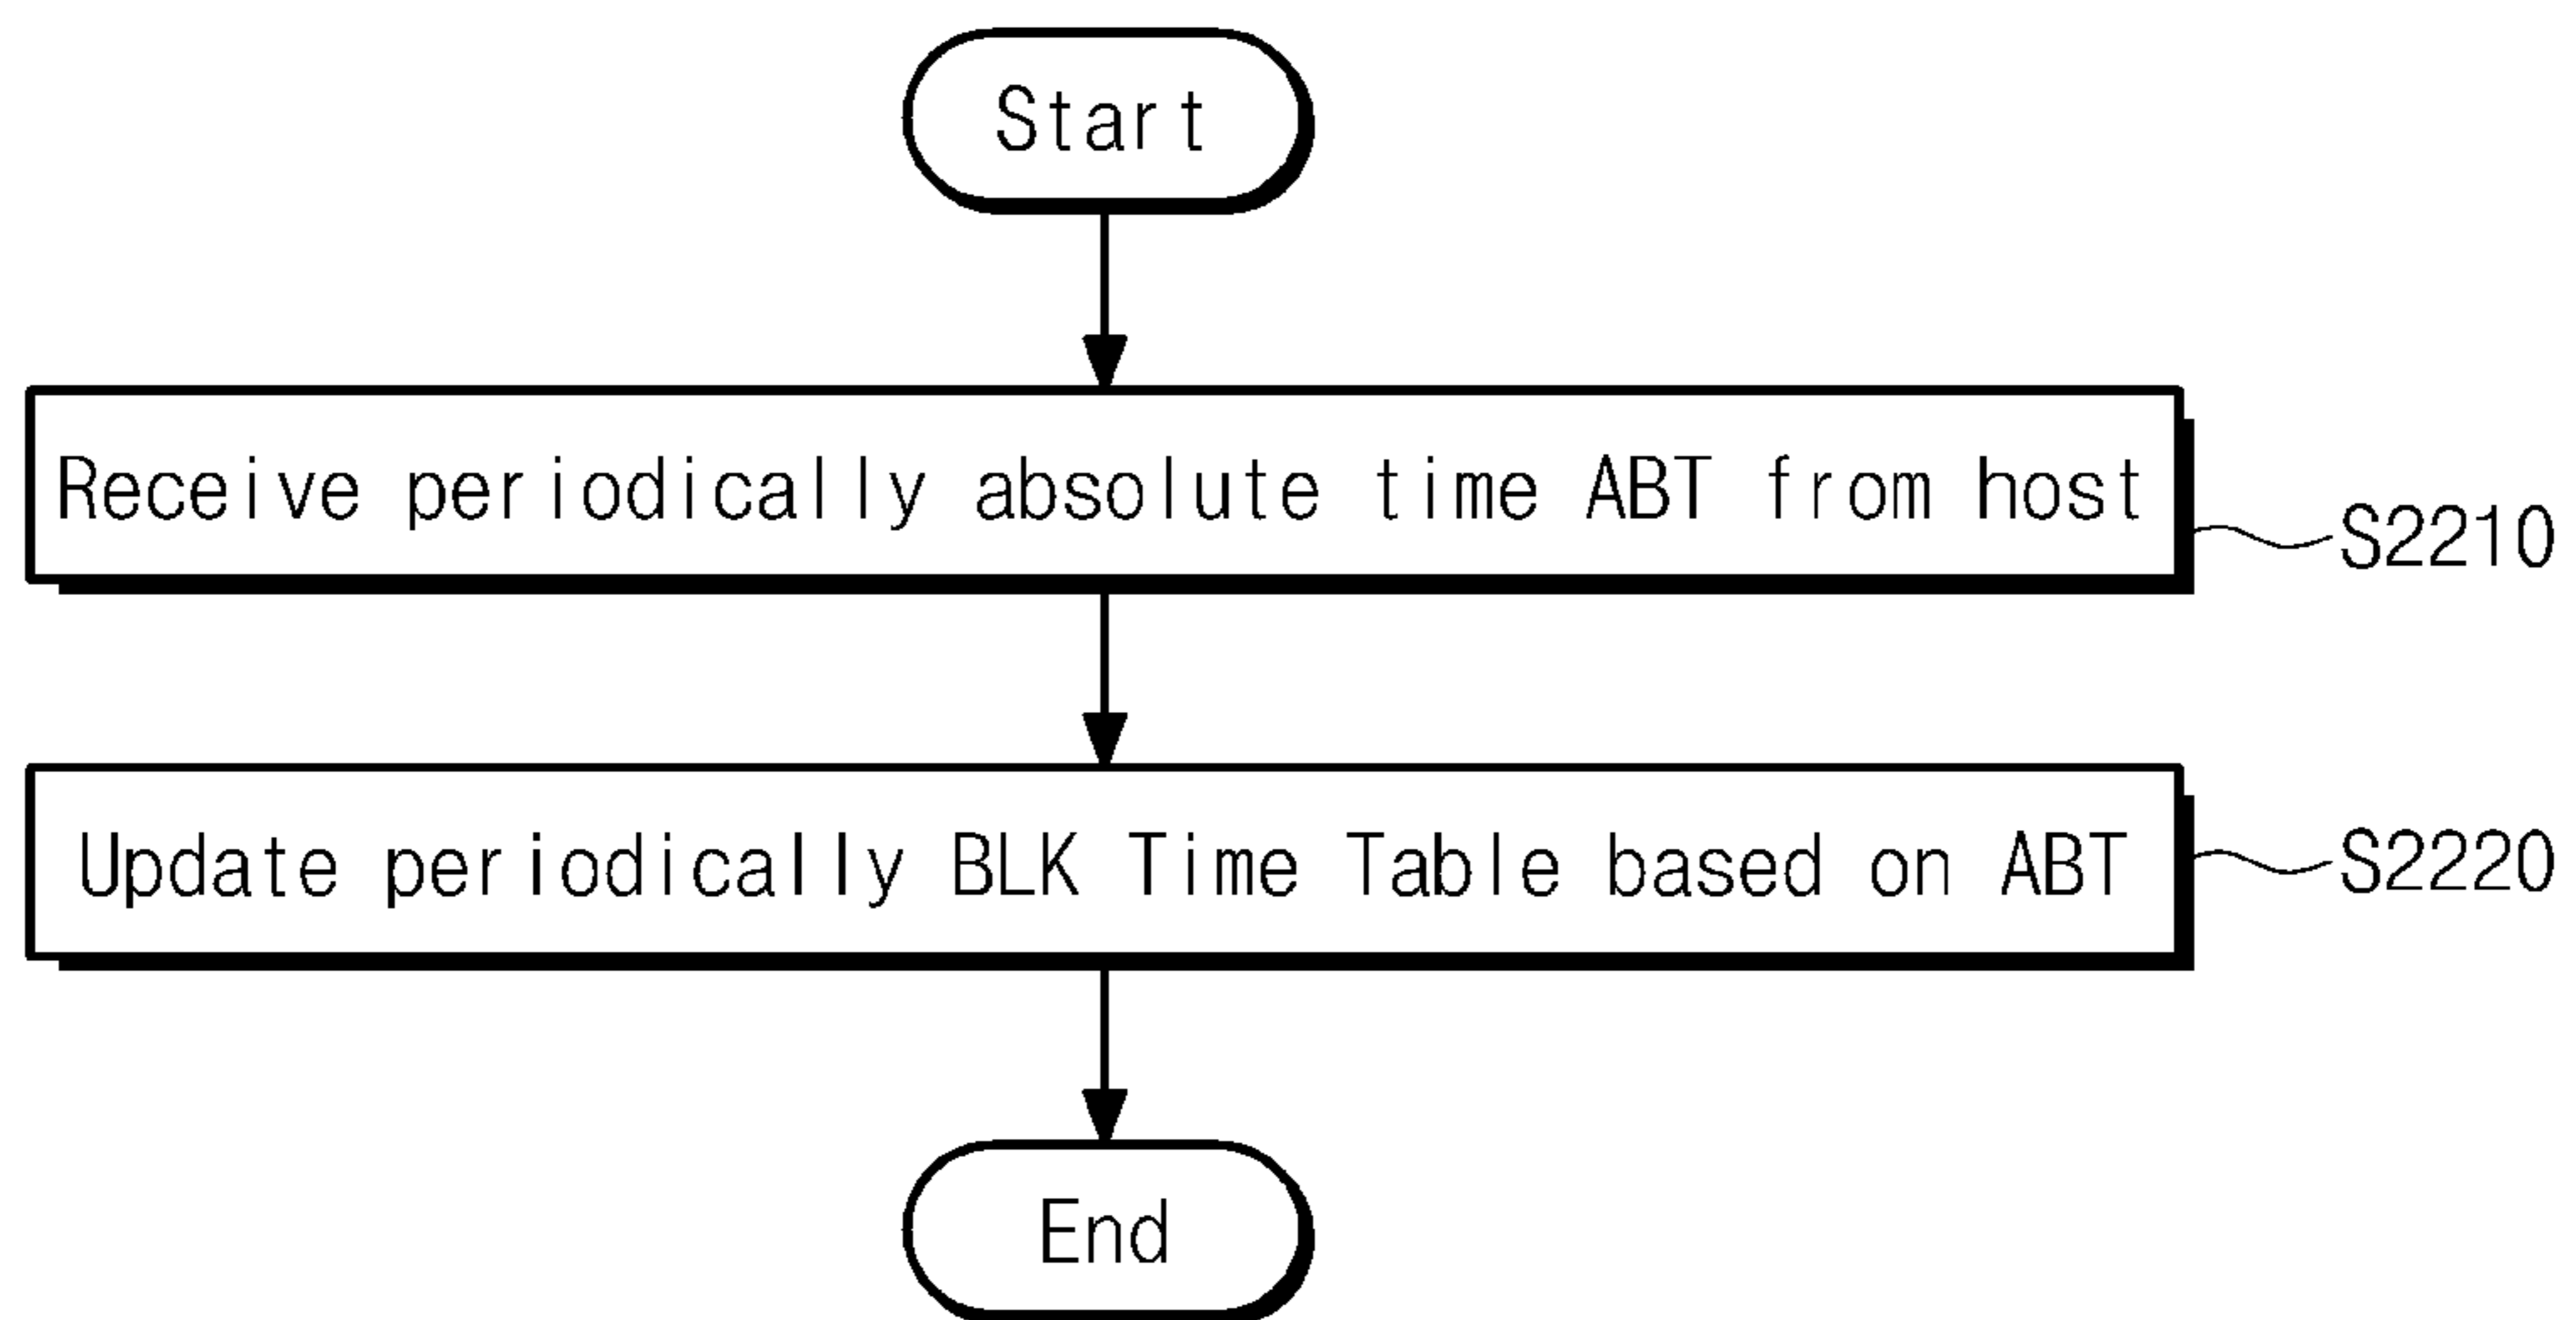 Start
Receive periodically absolute time ABT from host
S2210
Update periodically BLK Time Table based on ABT
S2220
End